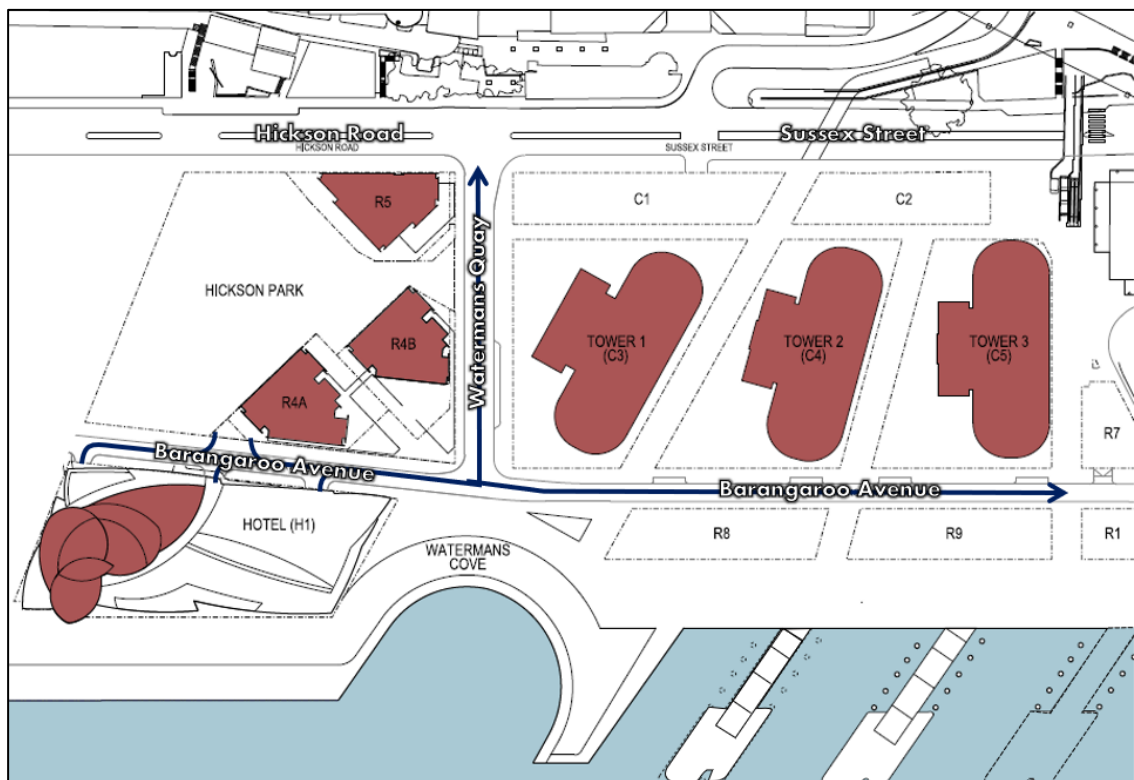 Hickson Road
HICKSON ROAD
Sussex Street
SUSSEX STREET
R5
C1
C2
Watermans Quay
HICKSON PARK
R4B
R4A
TOWER 1
(C3)
TOWER 2
(C4)
TOWER 3
(C5)
R7
Barangaroo Avenue
Barangaroo Avenue
HOTEL (H1)
WATERMANS
COVE
R8
R9
R1